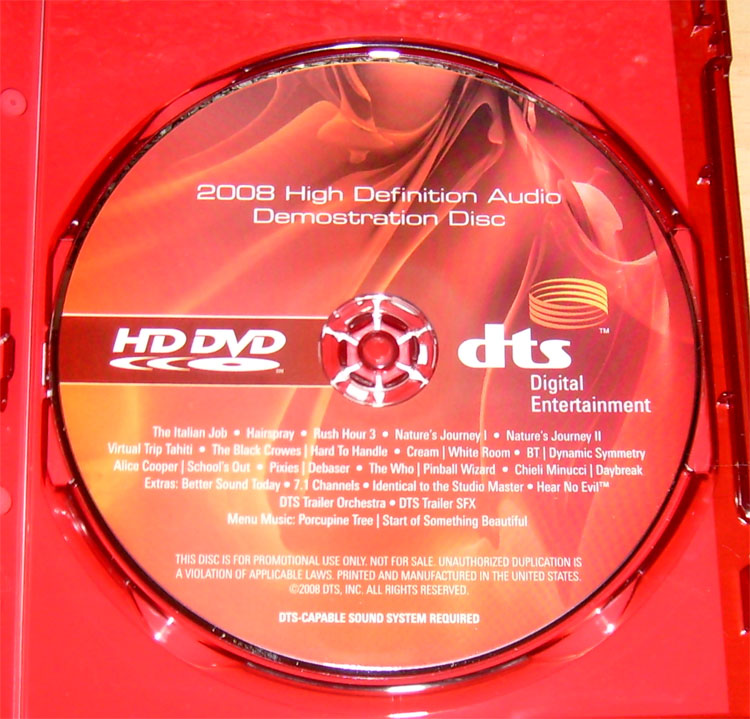 2008 High Definition Audio
Demostration Disc
HD DVD
dts
™
Digital
Entertainment
The Italian Job • Hairspray • Rush Hour 3 • Nature's Journey I • Nature's Journey II
Virtual Trip Tahiti • The Black Crowes | Hard To Handle • Cream | White Room • BT | Dynamic Symmetry
Alice Cooper | School's Out • Pixies | Debaser • The Who | Pinball Wizard • Chieli Minucci | Daybreak
Extras: Better Sound Today • 7.1 Channels • Identical to the Studio Master • Hear No Evil™
DTS Trailer Orchestra • DTS Trailer SFX
Menu Music: Porcupine Tree | Start of Something Beautiful
THIS DISC IS FOR PROMOTIONAL USE ONLY. NOT FOR SALE. UNAUTHORIZED DUPLICATION IS
A VIOLATION OF APPLICABLE LAWS. PRINTED AND MANUFACTURED IN THE UNITED STATES.
©2008 DTS, INC. ALL RIGHTS RESERVED.
DTS-CAPABLE SOUND SYSTEM REQUIRED